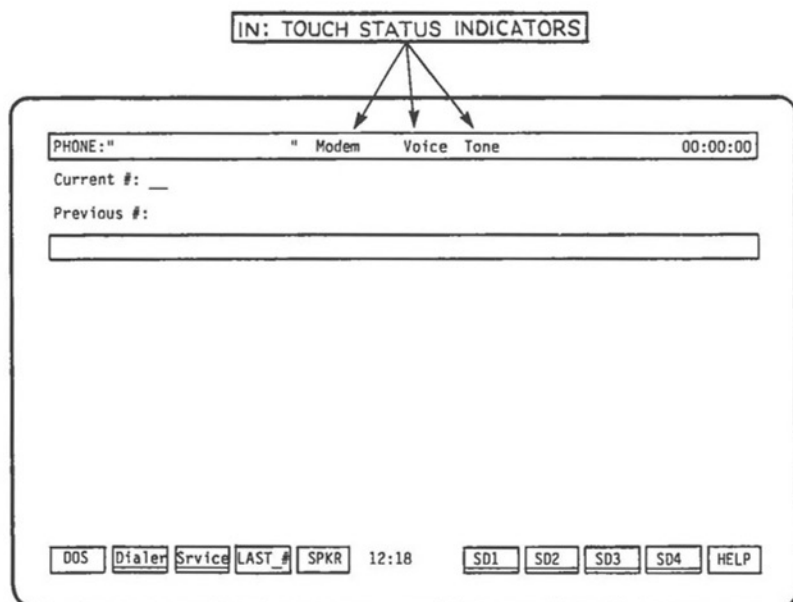 IN: TOUCH STATUS INDICATORS
PHONE:" " Modem Voice Tone 00:00:00
Current #: __
Previous #:
DOS Dialer Srvice LAST_# SPKR 12:18 SD1 SD2 SD3 SD4 HELP